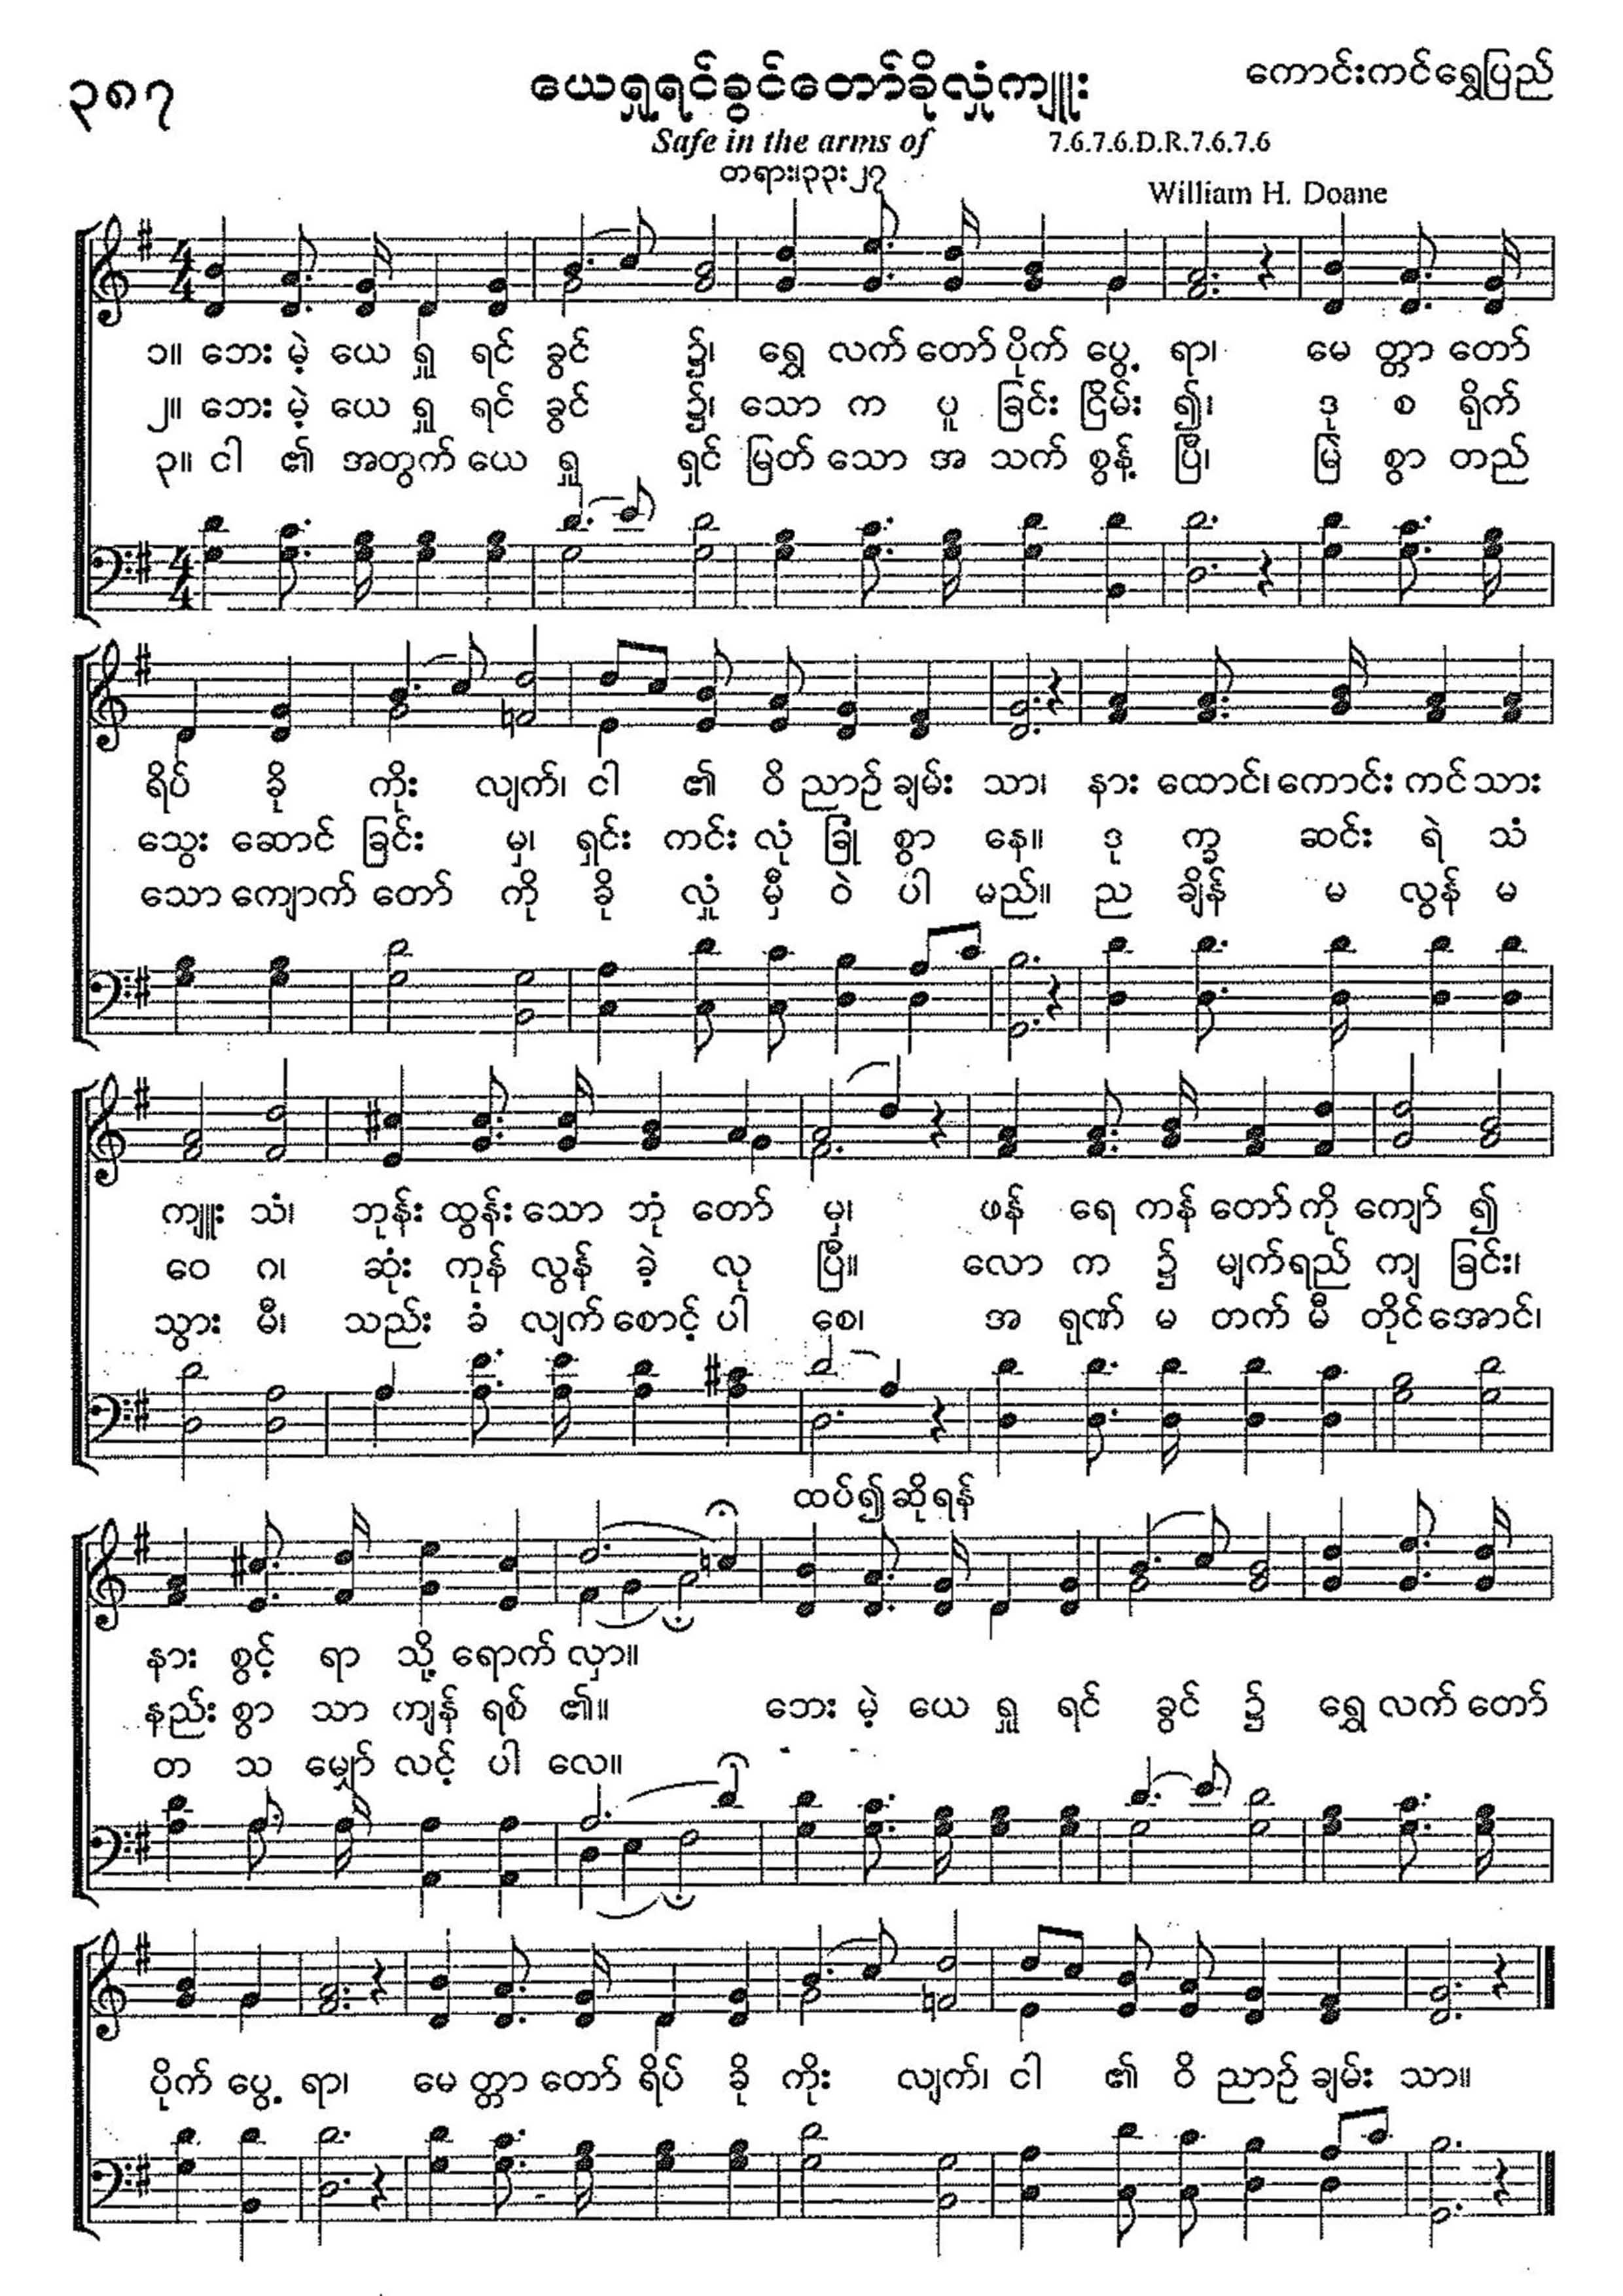 ၃၈၇
ယေရှုရင်ခွင်တော်ခိုလှုံကျူး
ကောင်းကင်ရွှေပြည်
Safe in the arms of
7.6.7.6.D.R.7.6.7.6
တရား၊၃၃း၂၇
William H. Doane
၁။ ဘေး မဲ့ ယေ ရှု ရင် ခွင် ၌၊ ရွှေ လက် တော် ပိုက် ပွေ့ ရာ၊ မေ တ္တာ တော်
၂။ ဘေး မဲ့ ယေ ရှု ရင် ခွင် ၌၊ သော က ပူ ခြင်း ငြိမ်း ၍၊ ဒု စ ရိုက်
၃။ ငါ ၏ အတွက် ယေ ရှု ရှင် မြတ် သော အ သက် စွန့် ပြီ၊ မြဲ စွာ တည်
ရိပ် ခို ကိုး လျက်၊ ငါ ၏ ဝိ ညာဉ် ချမ်း သာ၊ နား ထောင်၊ ကောင်း ကင် သား
သွေး ဆောင် ခြင်း မှ၊ ရှင်း ကင်း လုံ ခြုံ စွာ နေ။ ဒု က္ခ ဆင်း ရဲ သံ
သော ကျောက် တော် ကို ခို လှုံ မှီ ဝဲ ပါ မည်။ ည ချိန် မ လွန် မ
ကျူး သံ၊ ဘုန်း ထွန်း သော ဘုံ တော် မှ၊ ဖန် ရေ ကန် တော် ကို ကျော် ၍
ဝေ ဂ၊ ဆုံး ကုန် လွန် ခဲ့ လု ပြီ။ လော က ၌ မျက်ရည် ကျ ခြင်း၊
သွား မီ၊ သည်း ခံ လျက် စောင့် ပါ စေ၊ အ ရုဏ် မ တက် မီ တိုင် အောင်၊
ထပ်၍ဆိုရန်
နား စွင့် ရာ သို့ ရောက် လှာ။
နည်း စွာ သာ ကျန် ရစ် ၏။ ဘေး မဲ့ ယေ ရှု ရင် ခွင် ၌ ရွှေ လက် တော်
တ သ မျှော် လင့် ပါ လေ။
ပိုက် ပွေ့ ရာ၊ မေ တ္တာ တော် ရိပ် ခို ကိုး လျက်၊ ငါ ၏ ဝိ ညာဉ် ချမ်း သာ။